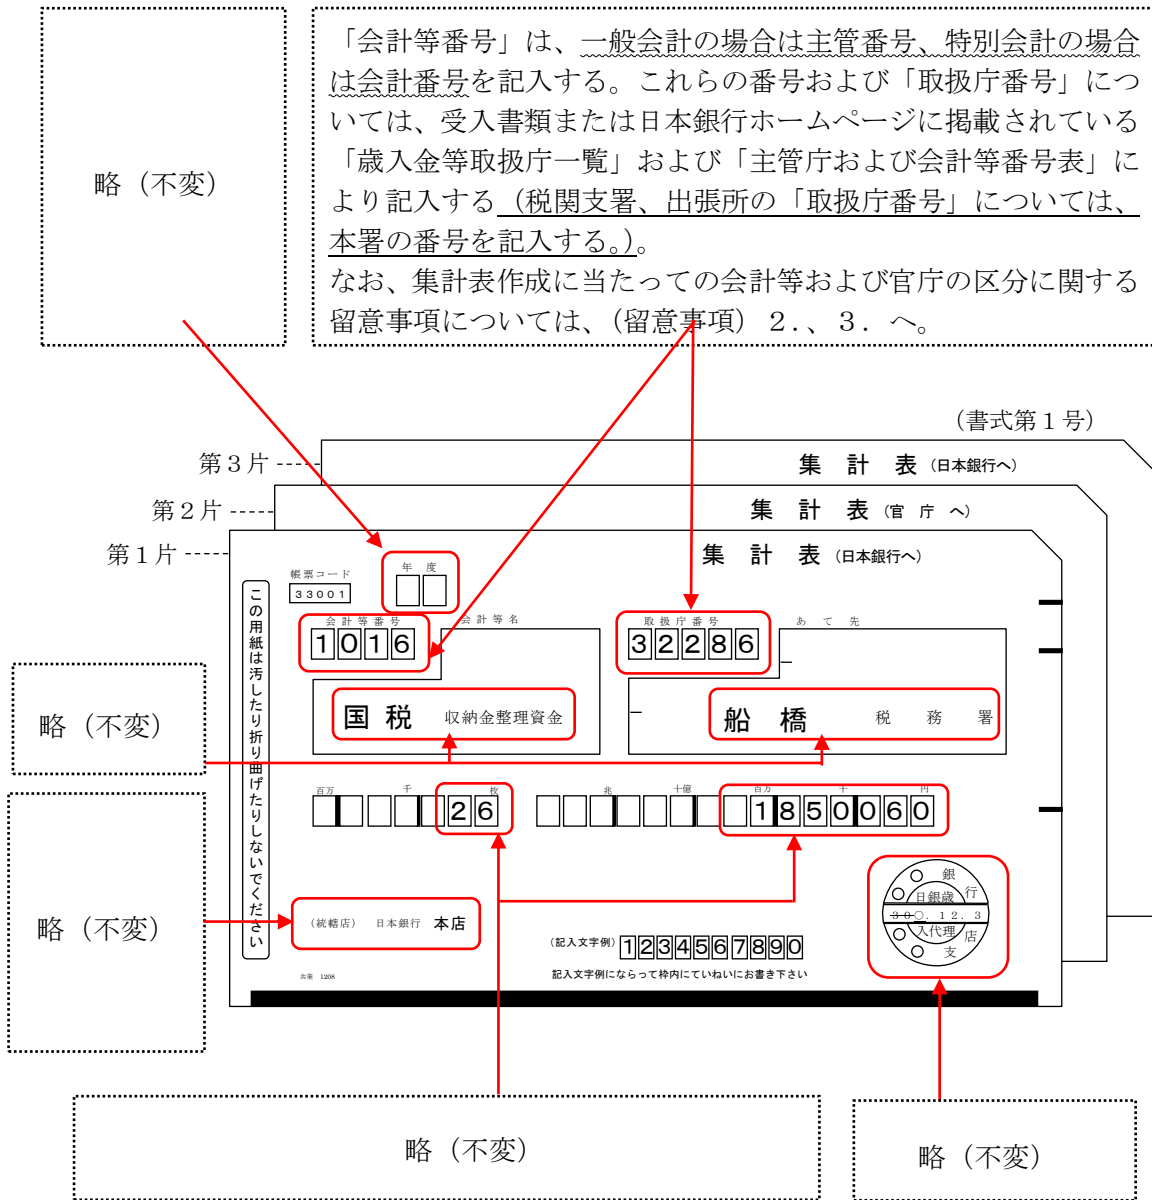 略（不変）
「会計等番号」は、一般会計の場合は主管番号、特別会計の場合
は会計番号を記入する。これらの番号および「取扱庁番号」につ
いては、受入書類または日本銀行ホームページに掲載されている
「歳入金等取扱庁一覧」および「主管庁および会計等番号表」に
より記入する（税関支署、出張所の「取扱庁番号」については、
本署の番号を記入する。）。
なお、集計表作成に当たっての会計等および官庁の区分に関する
留意事項については、（留意事項）２．、３．へ。
（書式第１号）
第３片
集 計 表（日本銀行へ）
第２片
集 計 表（官 庁 へ）
第１片
集 計 表（日本銀行へ）
帳票コード
33001
年 度
この用紙は汚したり折り曲げたりしないでください
会計等番号
1016
会計等名
取扱庁番号
32286
あ て 先
略（不変）
国税 収納金整理資金
船橋 税 務 署
百万 千 枚
26
兆 十億 百万 千 円
1850060
略（不変）
（統轄店） 日本銀行 本店
（記入文字例）1234567890
記入文字例にならって枠内にていねいにお書き下さい
○銀
○ 行
日銀歳
30○．12．3
入代理
○ 店
○支
共業 1208
略（不変）
略（不変）